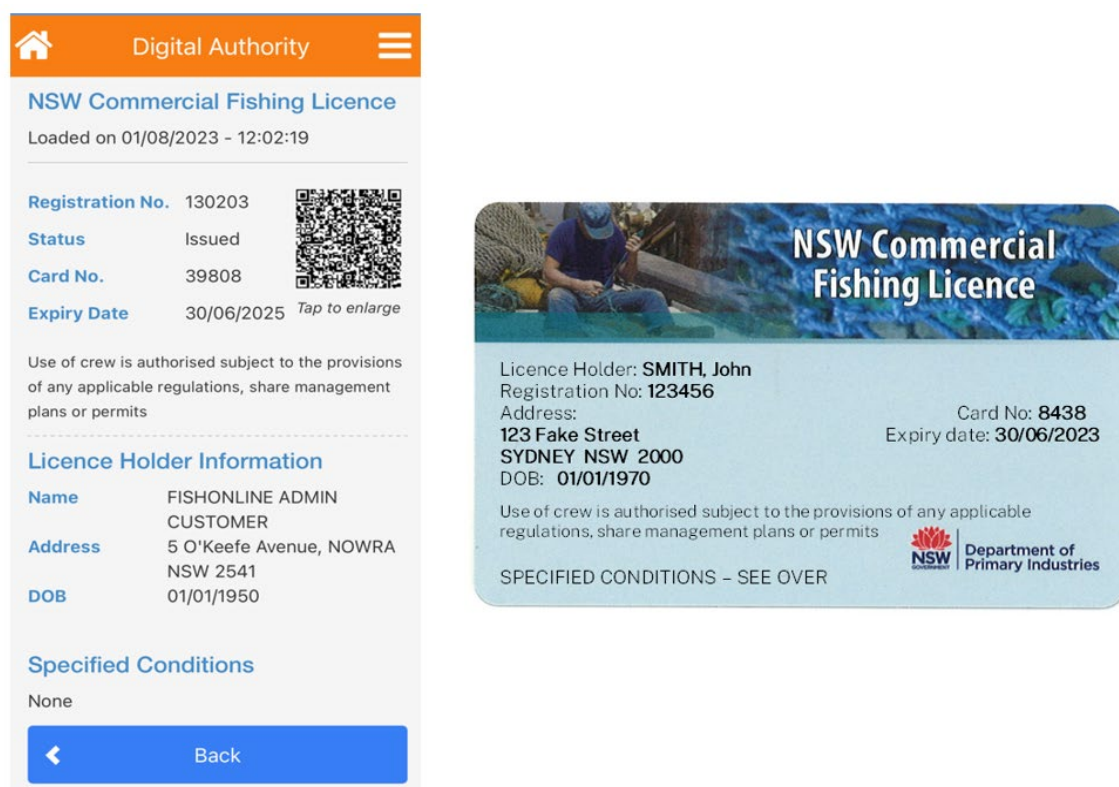 Digital Authority
NSW Commercial Fishing Licence
Loaded on 01/08/2023 - 12:02:19
Registration No. 130203
Status Issued
Card No. 39808
Expiry Date 30/06/2025
Tap to enlarge
Use of crew is authorised subject to the provisions
of any applicable regulations, share management
plans or permits
Licence Holder Information
Name FISHONLINE ADMIN
CUSTOMER
Address 5 O'Keefe Avenue, NOWRA
NSW 2541
DOB 01/01/1950
Specified Conditions
None
Back
NSW Commercial
Fishing Licence
Licence Holder: SMITH, John
Registration No: 123456
Address:
Card No: 8438
123 Fake Street
Expiry date: 30/06/2023
SYDNEY NSW 2000
DOB: 01/01/1970
Use of crew is authorised subject to the provisions of any applicable
regulations, share management plans or permits
NSW
GOVERNMENT
Department of
Primary Industries
SPECIFIED CONDITIONS – SEE OVER